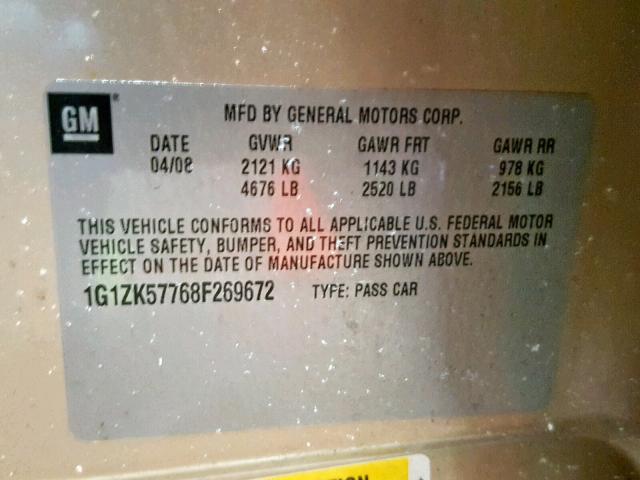 GM
MFD BY GENERAL MOTORS CORP.
DATE GVWR GAWR FRT GAWR RR
04/08 2121 KG 1143 KG 978 KG
4676 LB 2520 LB 2156 LB
THIS VEHICLE CONFORMS TO ALL APPLICABLE U.S. FEDERAL MOTOR
VEHICLE SAFETY, BUMPER, AND THEFT PREVENTION STANDARDS IN
EFFECT ON THE DATE OF MANUFACTURE SHOWN ABOVE.
1G1ZK57768F269672 TYPE: PASS CAR